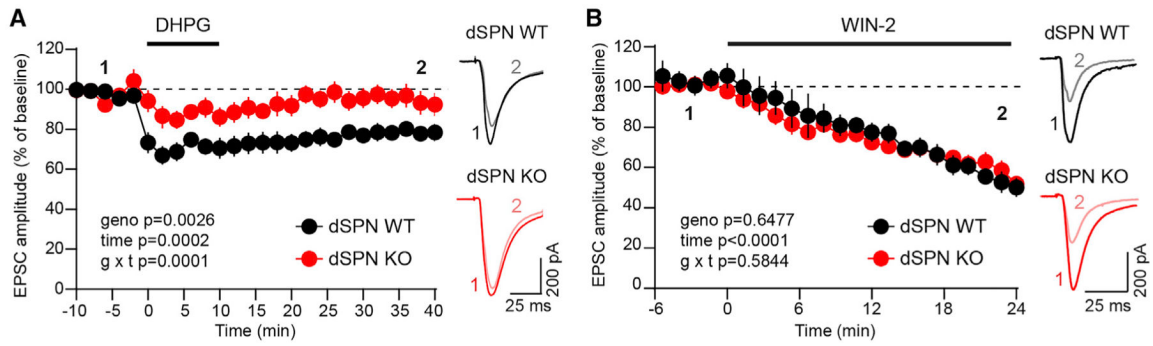 A
DHPG
120
100
80
60
40
20
0
EPSC amplitude (% of baseline)
1
2
geno p=0.0026
time p=0.0002
g x t p=0.0001
dSPN WT
dSPN KO
-10
-5
0
5
10
15
20
25
30
35
40
Time (min)
dSPN WT
2
1
dSPN KO
2
1
200 pA
25 ms
B
WIN-2
120
100
80
60
40
20
0
EPSC amplitude (% of baseline)
1
2
geno p=0.6477
time p<0.0001
g x t p=0.5844
dSPN WT
dSPN KO
-6
0
6
12
18
24
Time (min)
dSPN WT
2
1
dSPN KO
2
1
200 pA
25 ms